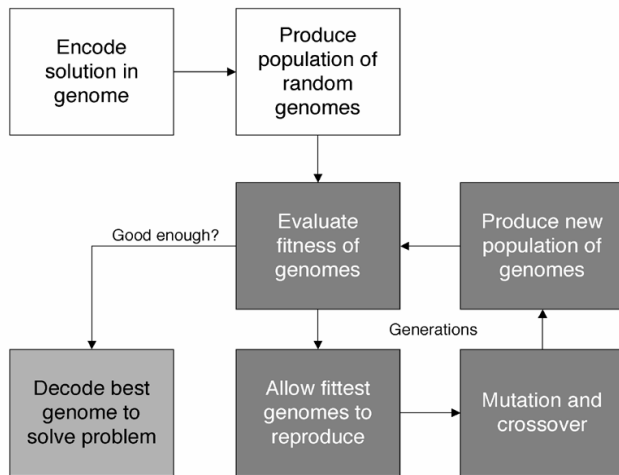 Encode
solution in
genome
Produce
population of
random
genomes
Evaluate
fitness of
genomes
Produce new
population of
genomes
Good enough?
Generations
Decode best
genome to
solve problem
Allow fittest
genomes to
reproduce
Mutation and
crossover